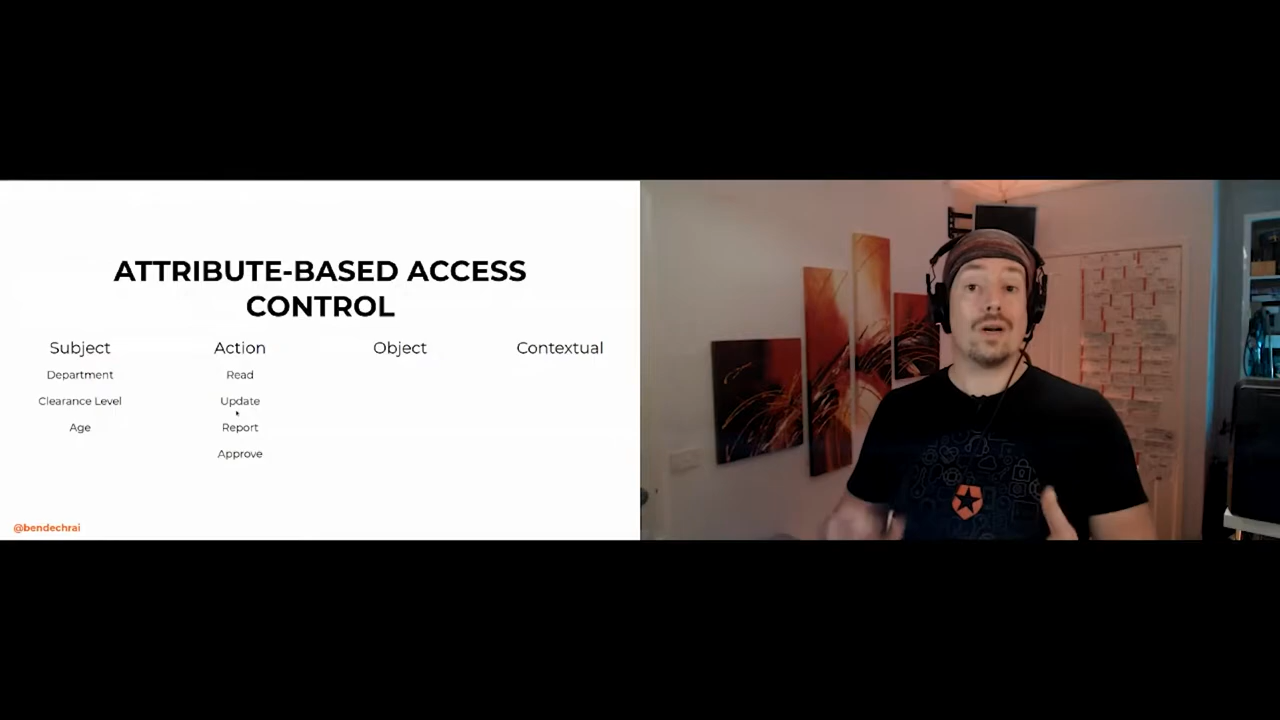 ATTRIBUTE-BASED ACCESS
CONTROL
Subject
Action
Object
Contextual
Department
Read
Clearance Level
Update
Age
Report
Approve
@bendechrai